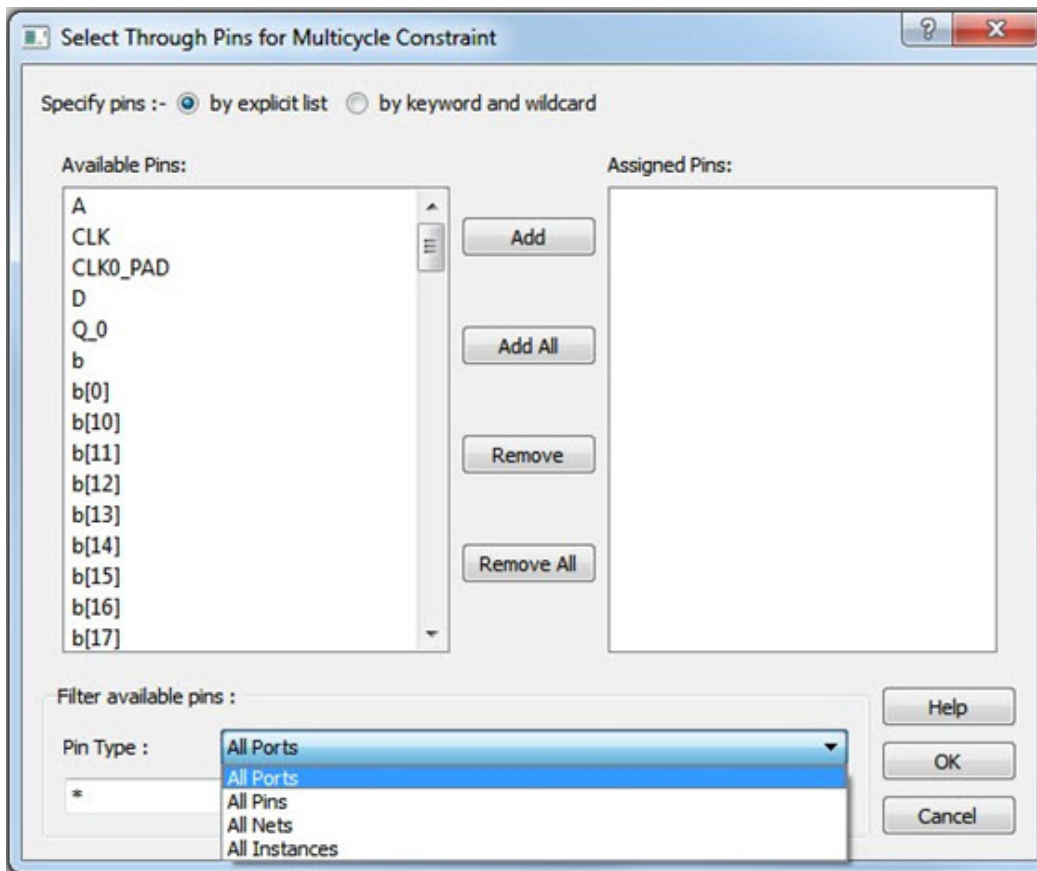 Select Through Pins for Multicycle Constraint
Specify pins :- by explicit list by keyword and wildcard
Available Pins:
Assigned Pins:
A
CLK
CLK0_PAD
D
Q_0
b
b[0]
b[10]
b[11]
b[12]
b[13]
b[14]
b[15]
b[16]
b[17]
Add
Add All
Remove
Remove All
Filter available pins :
Pin Type : All Ports
*
All Ports
All Pins
All Nets
All Instances
Help
OK
Cancel